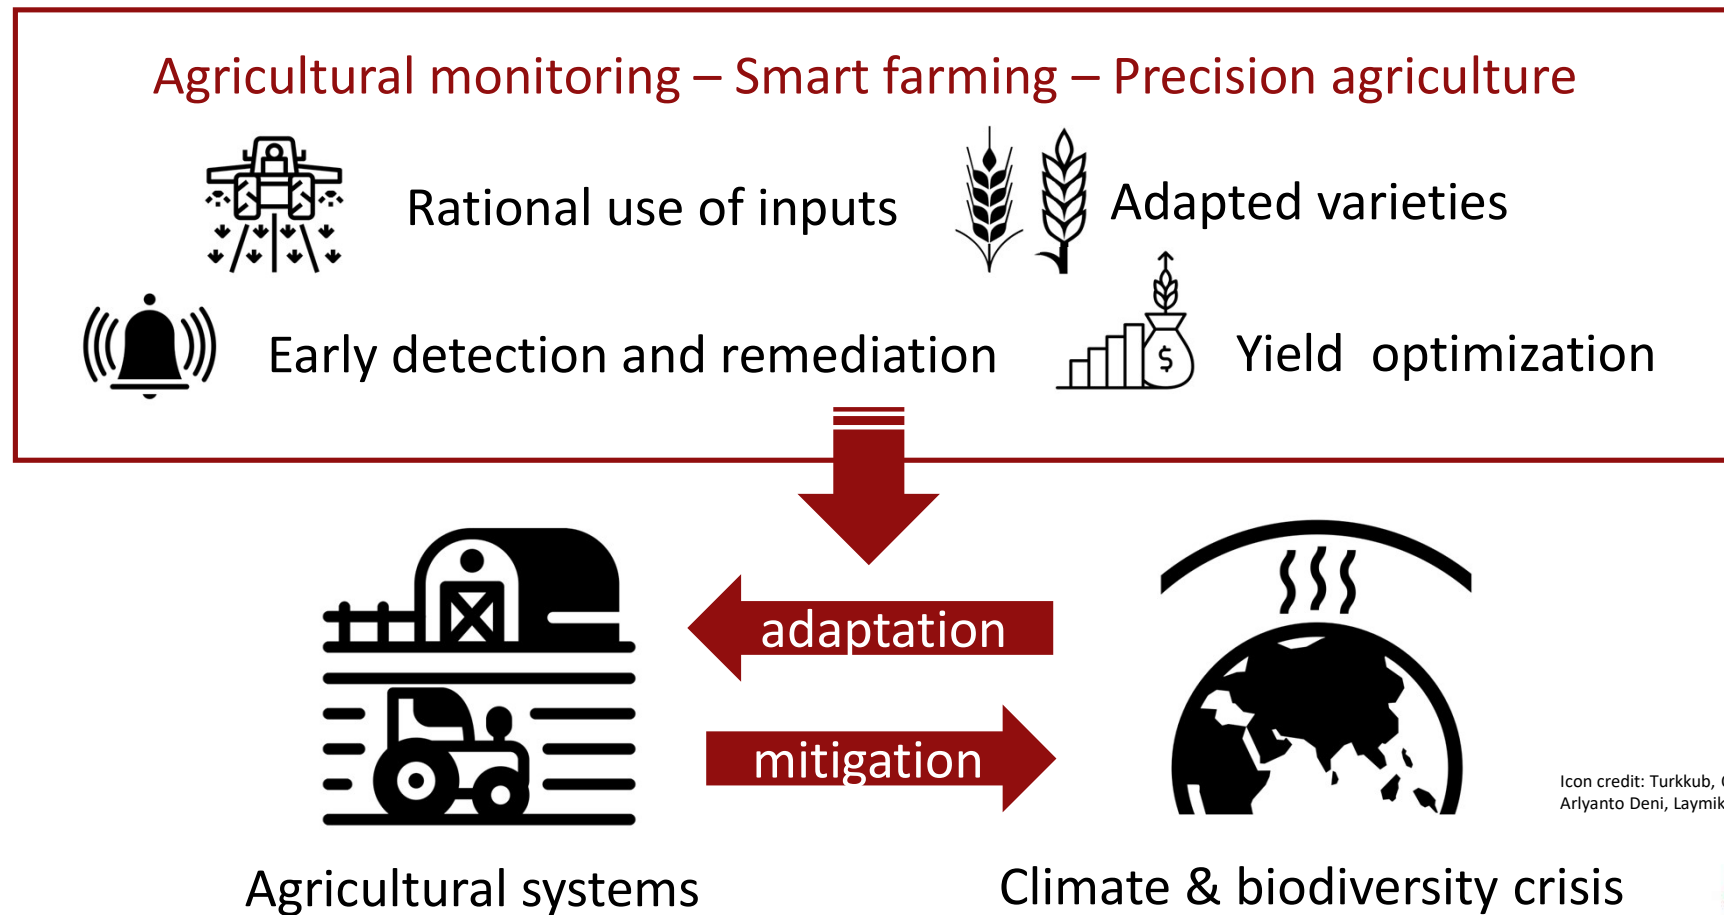 Agricultural monitoring – Smart farming – Precision agriculture
Rational use of inputs
Adapted varieties
Early detection and remediation
$
Yield optimization
adaptation
mitigation
Icon credit: Turkkub,
Arlyanto Deni, Laymik
Agricultural systems
Climate & biodiversity crisis